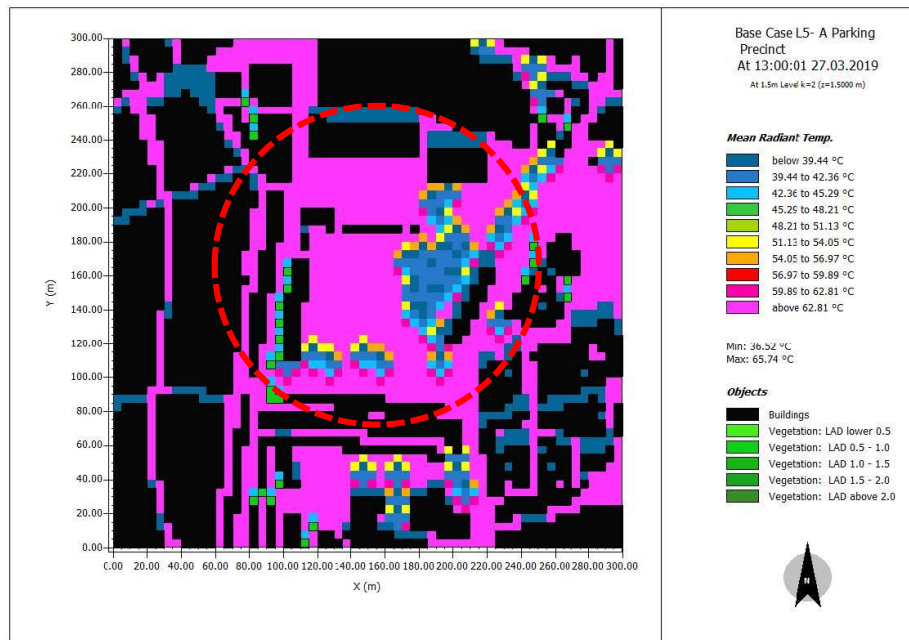 300.00
280.00
260.00
240.00
220.00
200.00
180.00
160.00
140.00
120.00
100.00
80.00
60.00
40.00
20.00
0.00
Y (m)
0.00 20.00 40.00 60.00 80.00 100.00 120.00 140.00 160.00 180.00 200.00 220.00 240.00 260.00 280.00 300.00
X (m)
Base Case L5- A Parking
Precinct
At 13:00:01 27.03.2019
At 1.5m Level k=2 (z=1.5000 m)
Mean Radiant Temp.
below 39.44 °C
39.44 to 42.36 °C
42.36 to 45.29 °C
45.29 to 48.21 °C
48.21 to 51.13 °C
51.13 to 54.05 °C
54.05 to 56.97 °C
56.97 to 59.89 °C
59.89 to 62.81 °C
above 62.81 °C
Min: 36.52 °C
Max: 65.74 °C
Objects
Buildings
Vegetation: LAD lower 0.5
Vegetation: LAD 0.5 - 1.0
Vegetation: LAD 1.0 - 1.5
Vegetation: LAD 1.5 - 2.0
Vegetation: LAD above 2.0
N